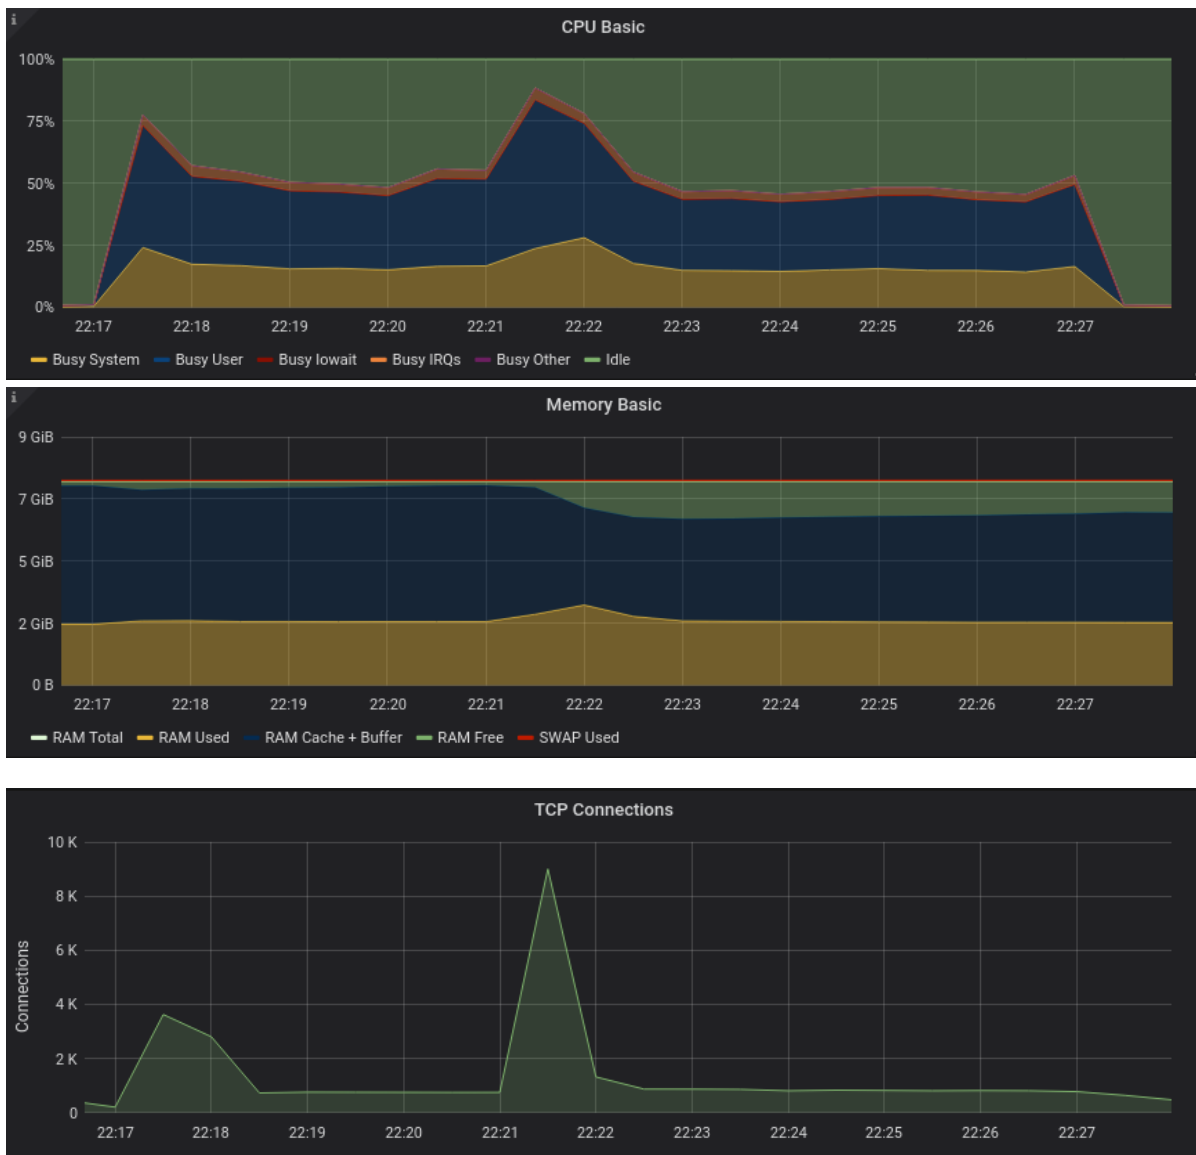 i
CPU Basic
100%
75%
50%
25%
0%
22:17 22:18 22:19 22:20 22:21 22:22 22:23 22:24 22:25 22:26 22:27
Busy System Busy User Busy Iowait Busy IRQs Busy Other Idle
i
Memory Basic
9 GiB
7 GiB
5 GiB
2 GiB
0 B
22:17 22:18 22:19 22:20 22:21 22:22 22:23 22:24 22:25 22:26 22:27
RAM Total RAM Used RAM Cache + Buffer RAM Free SWAP Used
TCP Connections
Connections
10 K
8 K
6 K
4 K
2 K
0
22:17 22:18 22:19 22:20 22:21 22:22 22:23 22:24 22:25 22:26 22:27